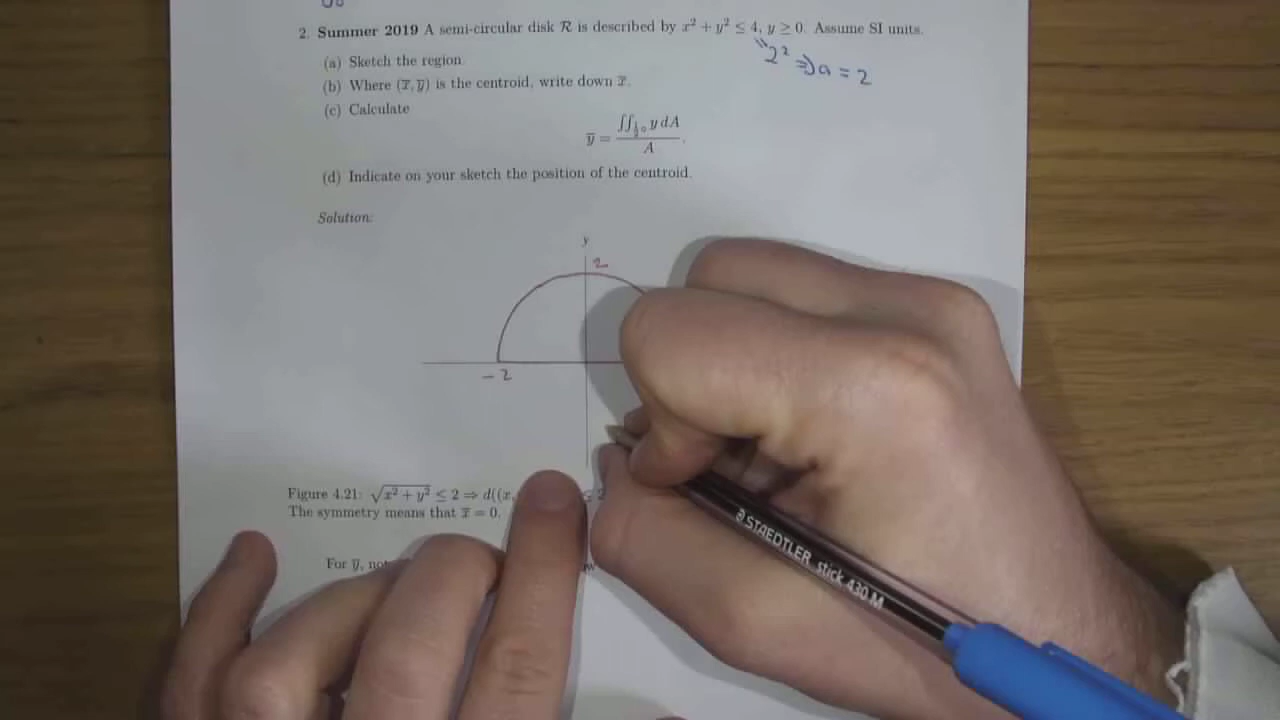 2. Summer 2019 A semi-circular disk R is described by x² + y² ≤ 4, y ≥ 0. Assume SI units.
"2² ⇒ a = 2
(a) Sketch the region
(b) Where (x̅, y̅) is the centroid, write down x̅.
(c) Calculate
y̅ = ∬ y dA / A .
(d) Indicate on your sketch the position of the centroid.
Solution:
y
2
-2
Figure 4.21: √x² + y² ≤ 2 ⇒ d((x, ≤ 2
The symmetry means that x̅ = 0.
For y̅,
STAEDTLER stick 430 M